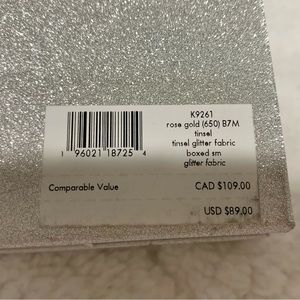 K9261
rose gold (650) B7M
tinsel
tinsel glitter fabric
boxed sm
glitter fabric
1 96021 18725 4
Comparable Value CAD $109.00
USD $89.00